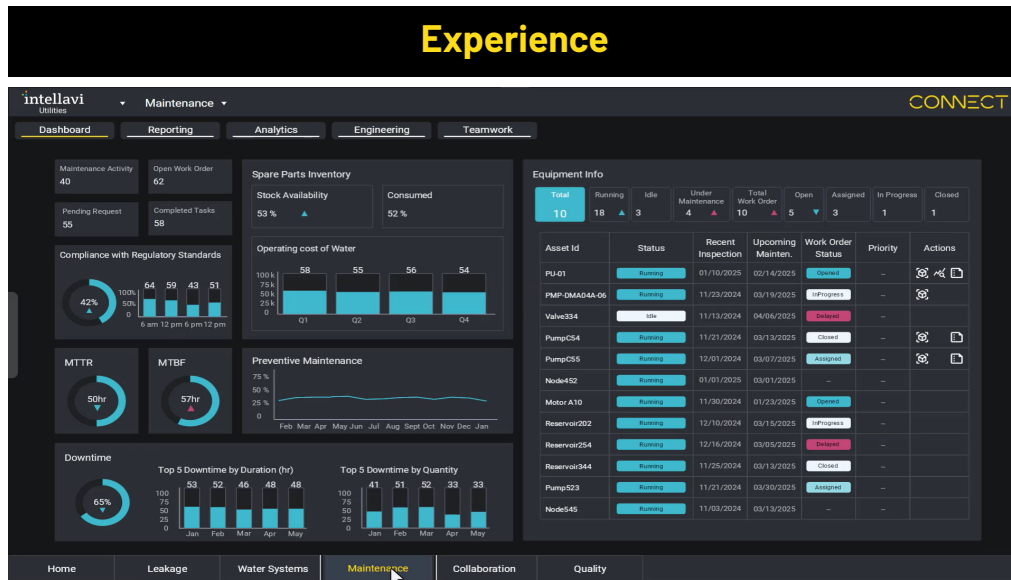 Experience
intellavi
Utilities
Maintenance
CONNECT
Dashboard Reporting Analytics Engineering Teamwork
Maintenance Activity
40
Open Work Order
62
Pending Request
55
Completed Tasks
58
Compliance with Regulatory Standards
42%
100%
50%
0
64 59 43 51
6 am 12 pm 6 pm 12 pm
MTTR
50hr
MTBF
57hr
Downtime
65%
Top 5 Downtime by Duration (hr)
53 52 46 48 48
100
75
50
25
0
Jan Feb Mar Apr May
Top 5 Downtime by Quantity
41 51 52 33 33
100
75
50
25
0
Jan Feb Mar Apr May
Spare Parts Inventory
Stock Availability
53 %
Consumed
52 %
Operating cost of Water
58 55 56 54
100k
75k
50k
25k
0
Q1 Q2 Q3 Q4
Preventive Maintenance
75 %
50 %
25 %
0
Feb Mar Apr May Jun Jul Aug Sept Oct Nov Dec Jan
Equipment Info
Total
10
Running
18
Idle
3
Under
Maintenance
4
Total
Work Order
10
Open
5
Assigned
3
In Progress
1
Closed
1
Asset Id Status Recent Inspection Upcoming Mainten. Work Order Status Priority Actions
PU-01 Running 01/10/2025 02/14/2025 Opened –
PMP-DMA04A-06 Running 11/23/2024 03/19/2025 InProgress –
Valve334 Idle 11/13/2024 04/06/2025 Delayed –
PumpC54 Running 11/21/2024 03/13/2025 Closed –
PumpC55 Running 12/01/2024 03/07/2025 Assigned –
Node452 Running 01/01/2025 03/01/2025 – –
Motor A10 Running 11/30/2024 01/23/2025 Opened –
Reservoir202 Running 12/10/2024 03/15/2025 InProgress –
Reservoir254 Running 12/16/2024 03/05/2025 Delayed –
Reservoir344 Running 11/25/2024 03/13/2025 Closed –
Pump523 Running 11/21/2024 03/30/2025 Assigned –
Node545 Running 11/03/2024 03/13/2025 – –
Home Leakage Water Systems Maintenance Collaboration Quality